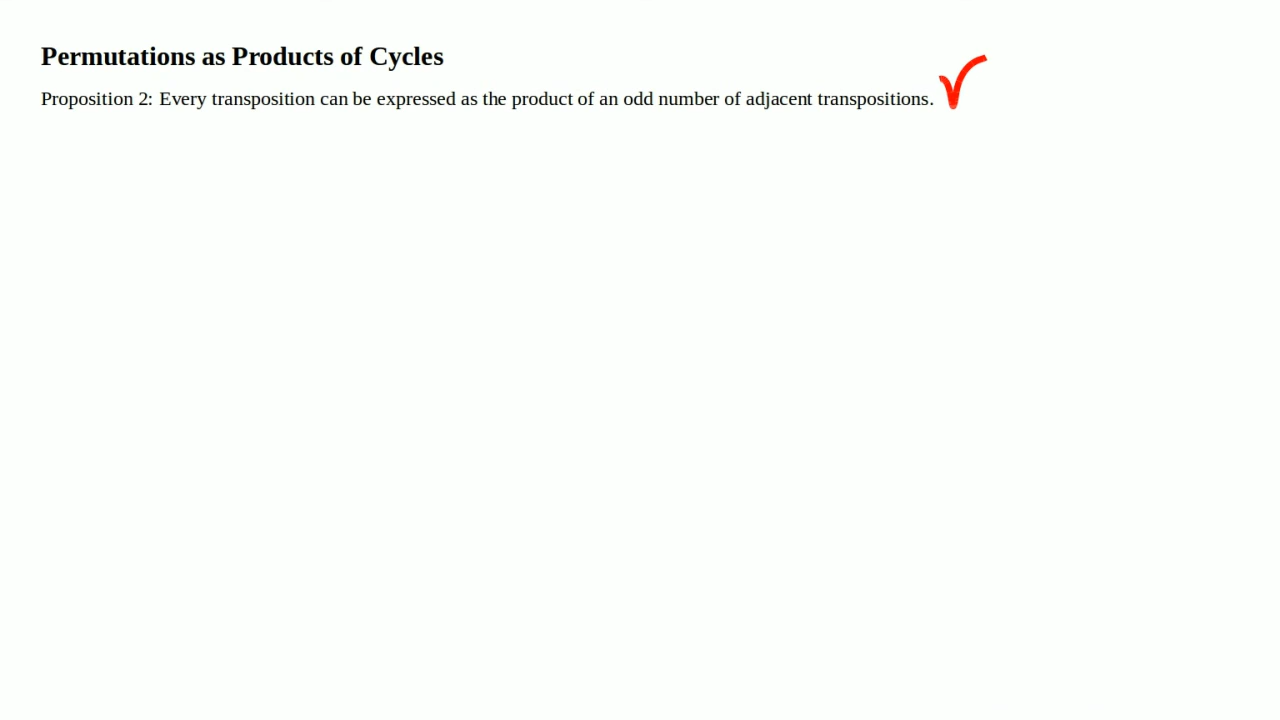 Permutations as Products of Cycles
Proposition 2: Every transposition can be expressed as the product of an odd number of adjacent transpositions.